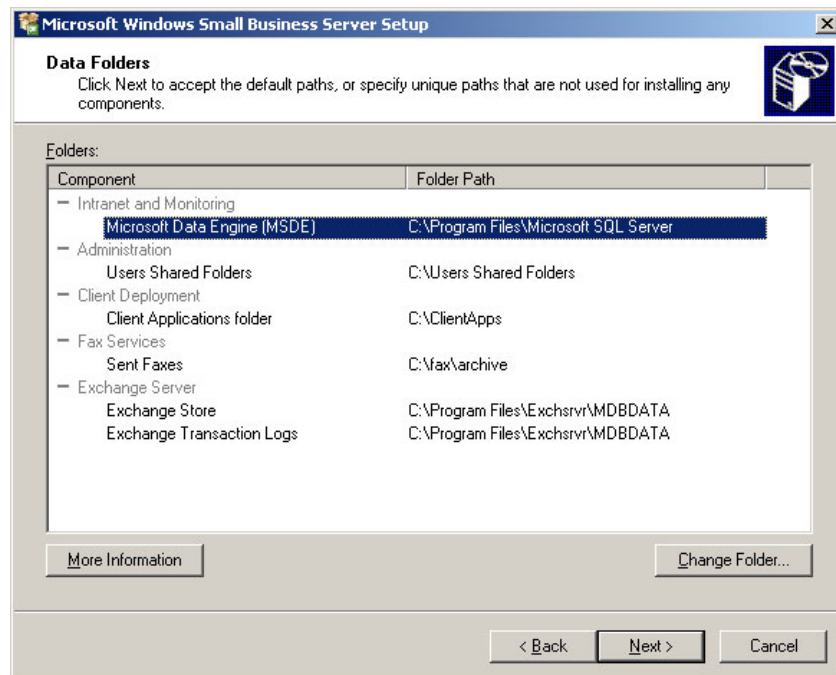 Microsoft Windows Small Business Server Setup
Data Folders
Click Next to accept the default paths, or specify unique paths that are not used for installing any
components.
Folders:
Component Folder Path
Intranet and Monitoring
Microsoft Data Engine (MSDE) C:\Program Files\Microsoft SQL Server
Administration
Users Shared Folders C:\Users Shared Folders
Client Deployment
Client Applications folder C:\ClientApps
Fax Services
Sent Faxes C:\fax\archive
Exchange Server
Exchange Store C:\Program Files\Exchsrvr\MDBDATA
Exchange Transaction Logs C:\Program Files\Exchsrvr\MDBDATA
More Information Change Folder...
< Back Next > Cancel